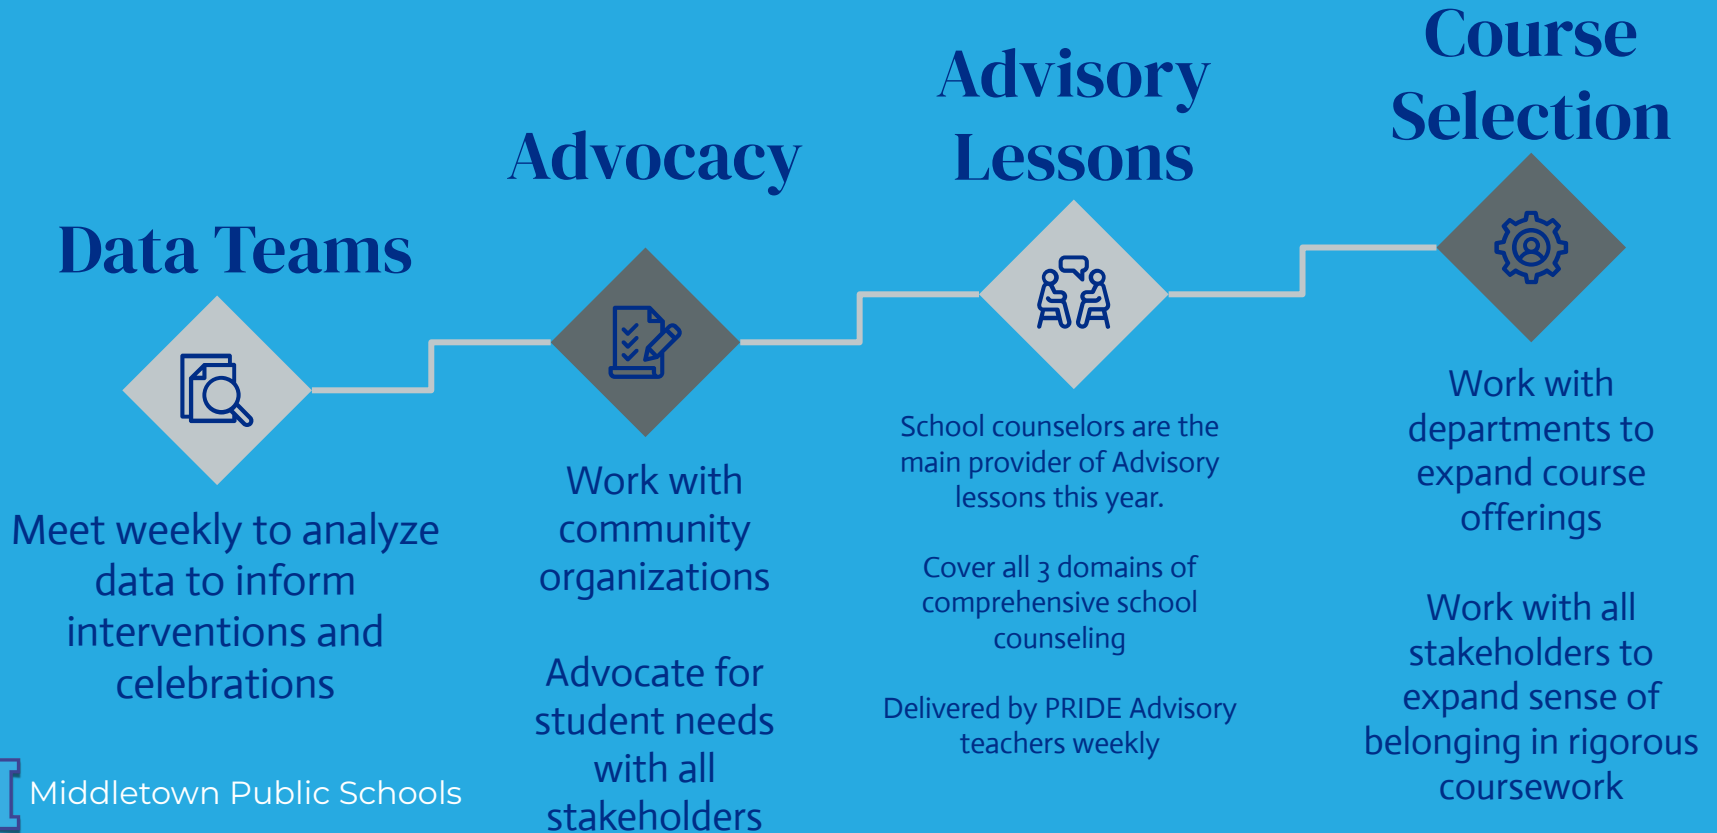 Data Teams
Meet weekly to analyze
data to inform
interventions and
celebrations
Advocacy
Work with
community
organizations
Advocate for
student needs
with all
stakeholders
Advisory
Lessons
School counselors are the
main provider of Advisory
lessons this year.
Cover all 3 domains of
comprehensive school
counseling
Delivered by PRIDE Advisory
teachers weekly
Course
Selection
Work with
departments to
expand course
offerings
Work with all
stakeholders to
expand sense of
belonging in rigorous
coursework
Middletown Public Schools